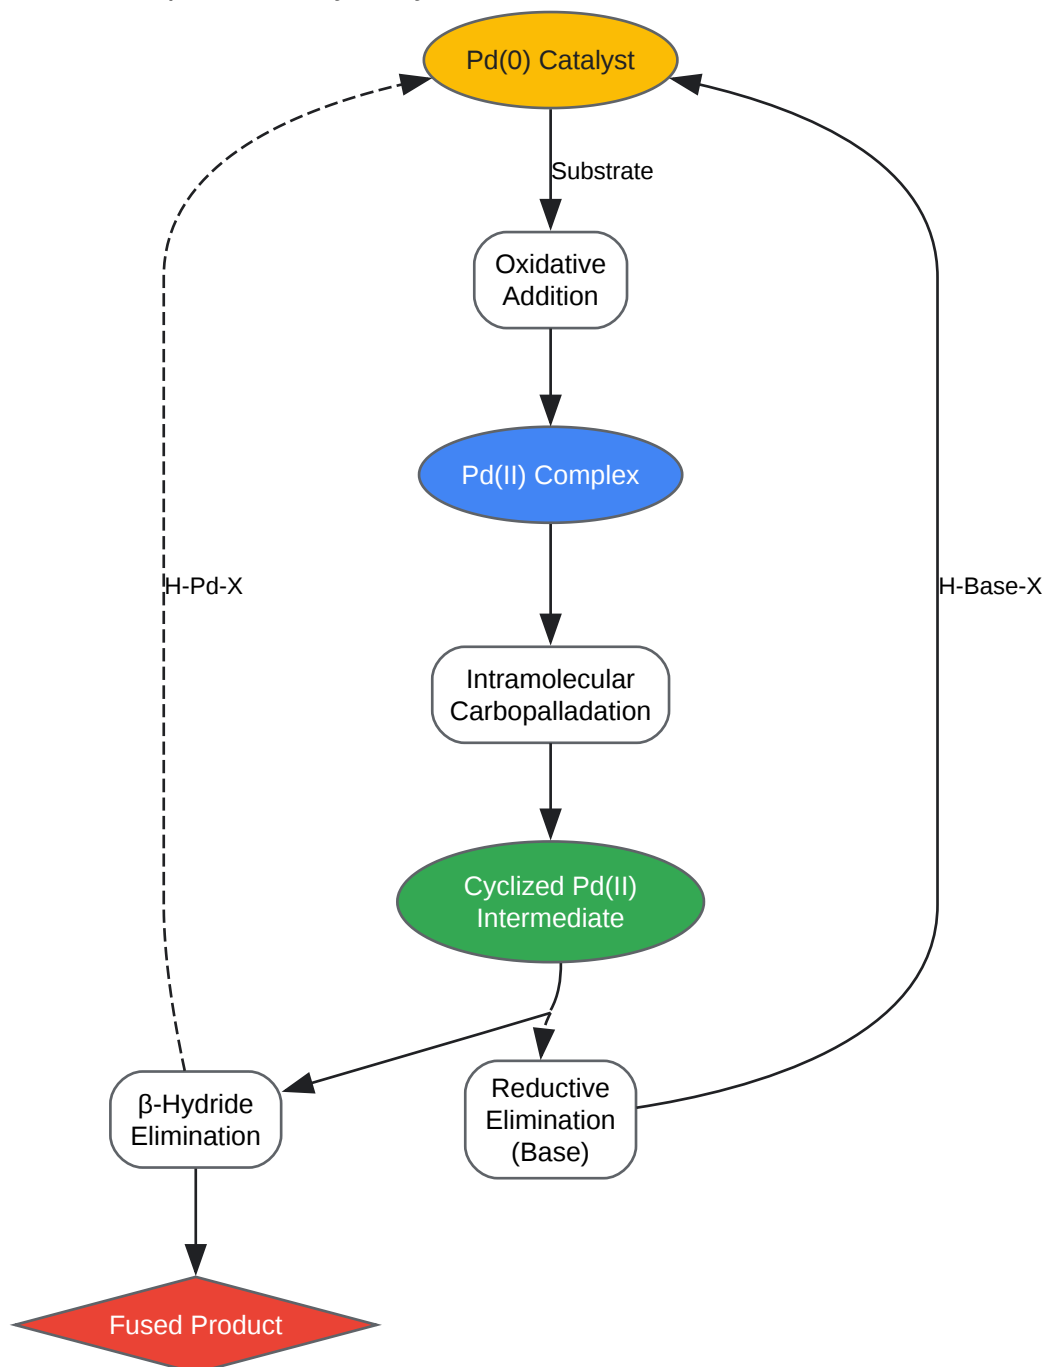 Pd(0) Catalyst
Substrate
Oxidative
Addition
Pd(II) Complex
H-Pd-X
H-Base-X
Intramolecular
Carbopalladation
Cyclized Pd(II)
Intermediate
β-Hydride
Elimination
Reductive
Elimination
(Base)
Fused Product